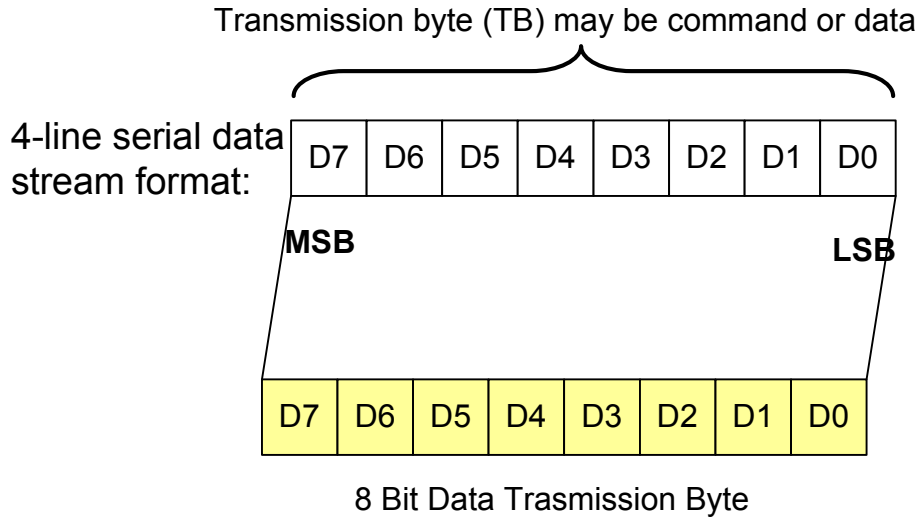 Transmission byte (TB) may be command or data
4-line serial data
stream format:
D7 D6 D5 D4 D3 D2 D1 D0
MSB LSB
D7 D6 D5 D4 D3 D2 D1 D0
8 Bit Data Trasmission Byte